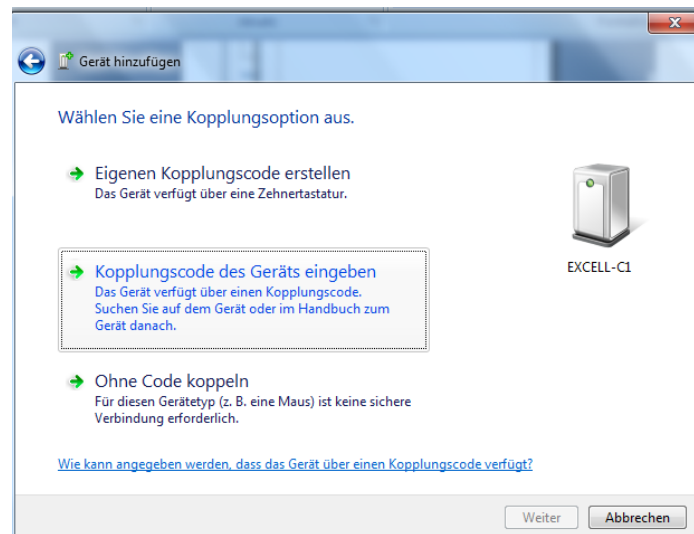 Gerät hinzufügen
Wählen Sie eine Kopplungsoption aus.
Eigenen Kopplungscode erstellen
Das Gerät verfügt über eine Zehnertastatur.
Kopplungscode des Geräts eingeben
Das Gerät verfügt über einen Kopplungscode.
Suchen Sie auf dem Gerät oder im Handbuch zum
Gerät danach.
EXCELL-C1
Ohne Code koppeln
Für diesen Gerätetyp (z. B. eine Maus) ist keine sichere
Verbindung erforderlich.
Wie kann angegeben werden, dass das Gerät über einen Kopplungscode verfügt?
Weiter Abbrechen